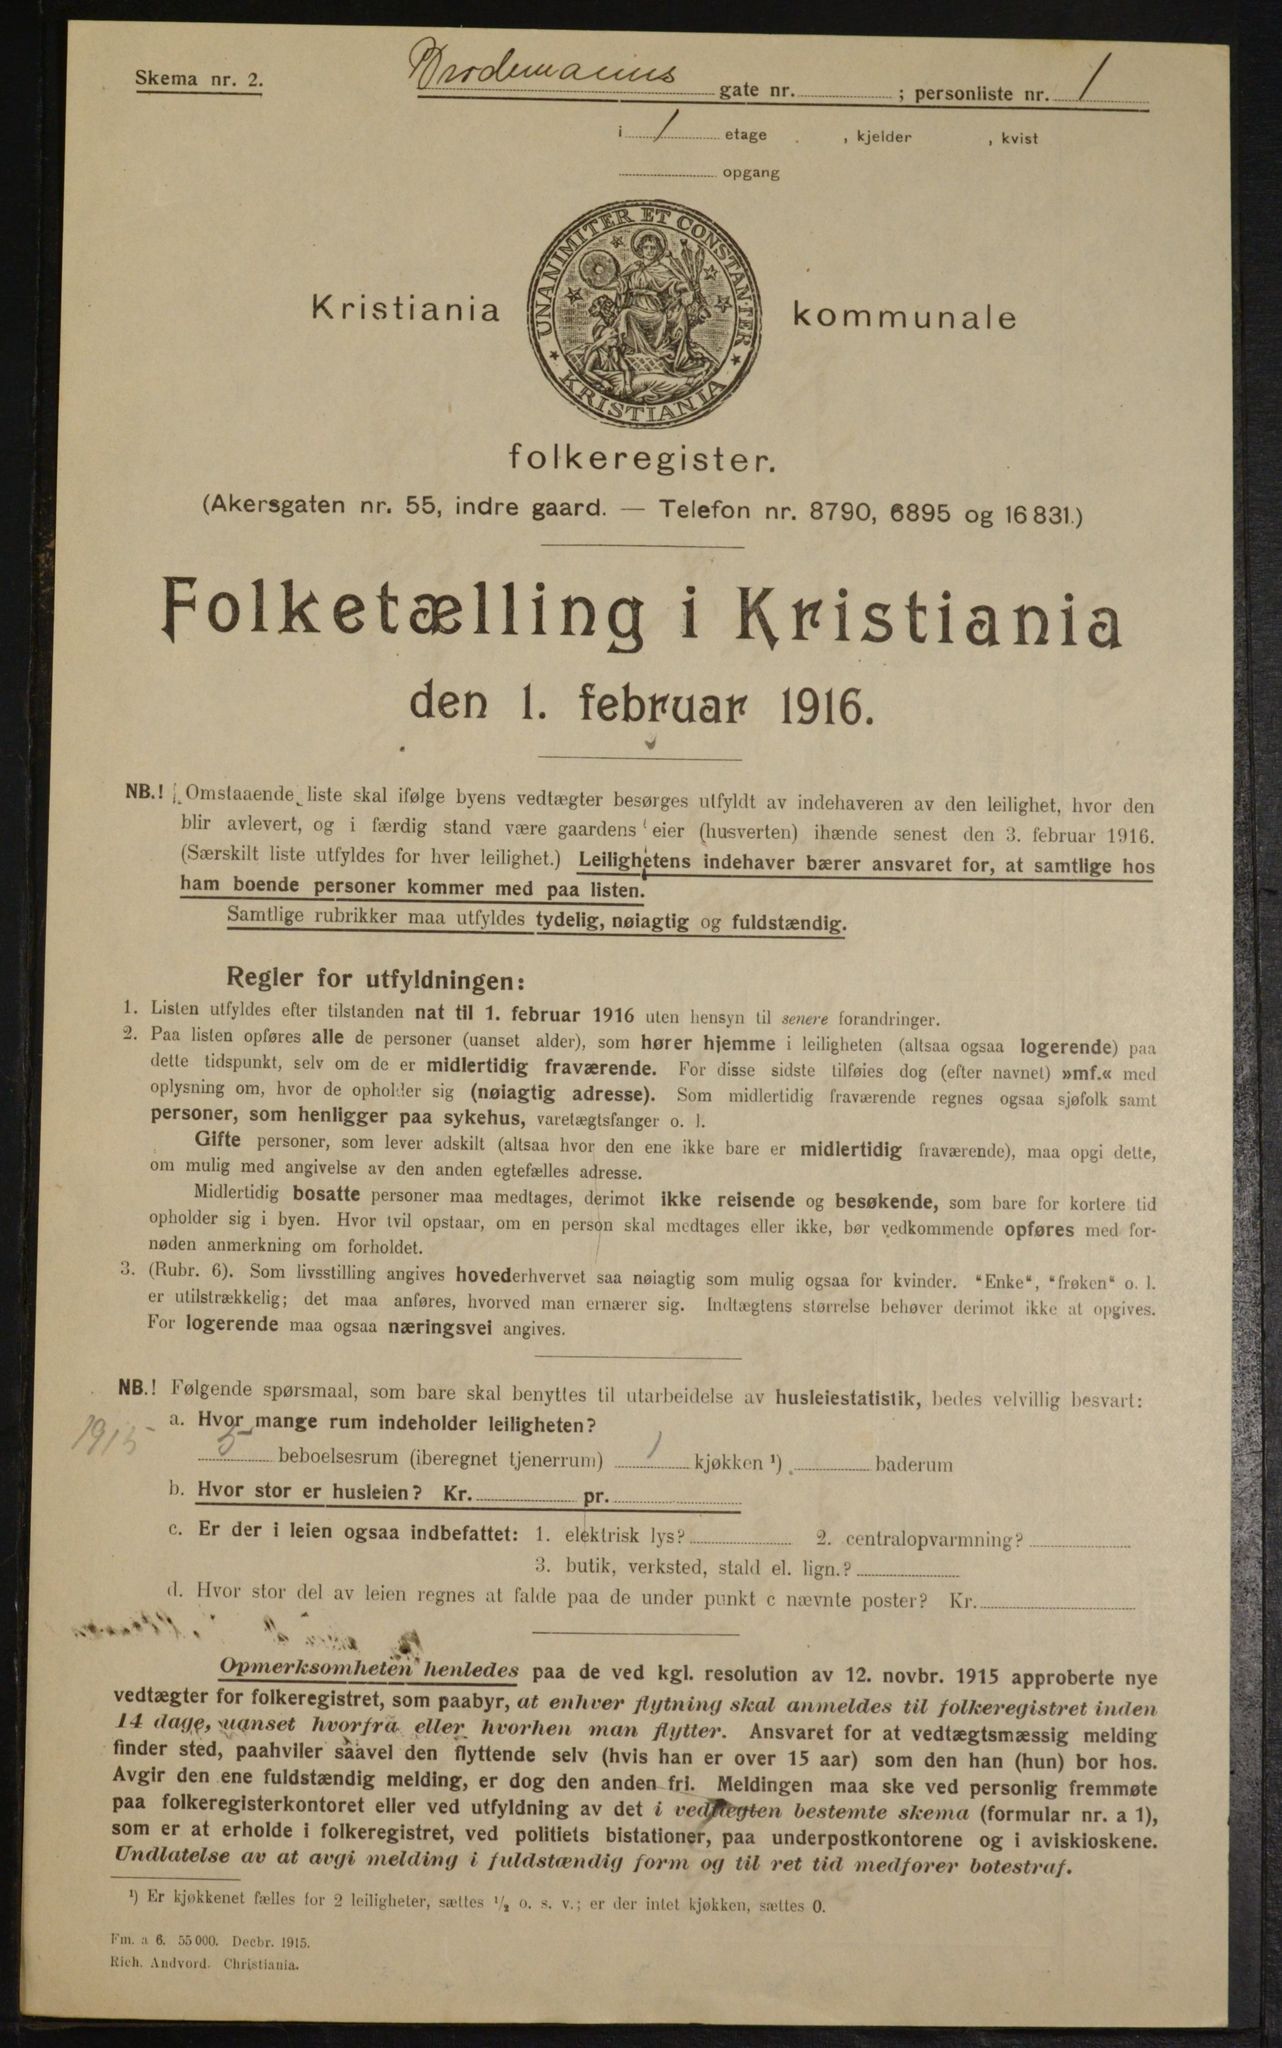 Skema nr. 2.
Brodemanns gate nr. ; personliste nr. 1
i 1 etage , kjelder , kvist
opgang
UNANIMITER ET CONSTANTER
KRISTIANIA
Kristiania kommunale
folkeregister.
(Akersgaten nr. 55, indre gaard. — Telefon nr. 8790, 6895 og 16 831.)
Folketælling i Kristiania
den 1. februar 1916.
NB.! Omstaaende liste skal ifølge byens vedtægter besørges utfyldt av indehaveren av den leilighet, hvor den
blir avlevert, og i færdig stand være gaardens eier (husverten) ihænde senest den 3. februar 1916.
(Særskilt liste utfyldes for hver leilighet.) Leilighetens indehaver bærer ansvaret for, at samtlige hos
ham boende personer kommer med paa listen.
Samtlige rubrikker maa utfyldes tydelig, nøiagtig og fuldstændig.
Regler for utfyldningen:
1. Listen utfyldes efter tilstanden nat til 1. februar 1916 uten hensyn til senere forandringer.
2. Paa listen opføres alle de personer (uanset alder), som hører hjemme i leiligheten (altsaa ogsaa logerende) paa
dette tidspunkt, selv om de er midlertidig fraværende. For disse sidste tilføies dog (efter navnet) »mf.« med
oplysning om, hvor de opholder sig (nøiagtig adresse). Som midlertidig fraværende regnes ogsaa sjøfolk samt
personer, som henligger paa sykehus, varetægtsfanger o. l.
Gifte personer, som lever adskilt (altsaa hvor den ene ikke bare er midlertidig fraværende), maa opgi dette,
om mulig med angivelse av den anden egtefælles adresse.
Midlertidig bosatte personer maa medtages, derimot ikke reisende og besøkende, som bare for kortere tid
opholder sig i byen. Hvor tvil opstaar, om en person skal medtages eller ikke, bør vedkommende opføres med for-
nøden anmerkning om forholdet.
3. (Rubr. 6). Som livsstilling angives hovederhvervet saa nøiagtig som mulig ogsaa for kvinder. "Enke", "frøken" o. l.
er utilstrækkelig; det maa anføres, hvorved man ernærer sig. Indtægtens størrelse behøver derimot ikke at opgives.
For logerende maa ogsaa næringsvei angives.
NB.! Følgende spørsmaal, som bare skal benyttes til utarbeidelse av husleiestatistik, bedes velvillig besvart:
a. Hvor mange rum indeholder leiligheten?
1915 5 beboelsesrum (iberegnet tjenerrum) 1 kjøkken ¹) baderum
b. Hvor stor er husleien? Kr. pr.
c. Er der i leien ogsaa indbefattet: 1. elektrisk lys? 2. centralopvarmning?
3. butik, verksted, stald el. lign.?
d. Hvor stor del av leien regnes at falde paa de under punkt c nævnte poster? Kr.
Opmerksomheten henledes paa de ved kgl. resolution av 12. novbr. 1915 approberte nye
vedtægter for folkeregistret, som paabyr, at enhver flytning skal anmeldes til folkeregistret inden
14 dage, uanset hvorfra eller hvorhen man flytter. Ansvaret for at vedtægtsmæssig melding
finder sted, paahviler saavel den flyttende selv (hvis han er over 15 aar) som den han (hun) bor hos.
Avgir den ene fuldstændig melding, er dog den anden fri. Meldingen maa ske ved personlig fremmøte
paa folkeregisterkontoret eller ved utfyldning av det i vedtægten bestemte skema (formular nr. a 1),
som er at erholde i folkeregistret, ved politiets bistationer, paa underpostkontorene og i aviskioskene.
Undlatelse av at avgi melding i fuldstændig form og til ret tid medfører bøtestraf.
¹) Er kjøkkenet fælles for 2 leiligheter, sættes ½ o. s. v.; er der intet kjøkken, sættes 0.
Fm. a 6. 55 000. Decbr. 1915.
Rich. Andvord. Christiania.